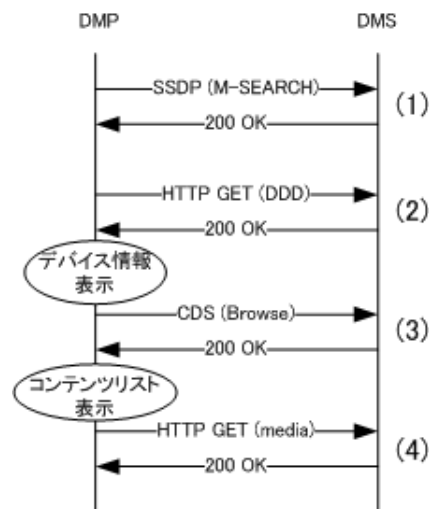 DMP
DMS
SSDP (M-SEARCH)
200 OK
(1)
HTTP GET (DDD)
200 OK
(2)
デバイス情報
表示
CDS (Browse)
200 OK
(3)
コンテンツリスト
表示
HTTP GET (media)
200 OK
(4)